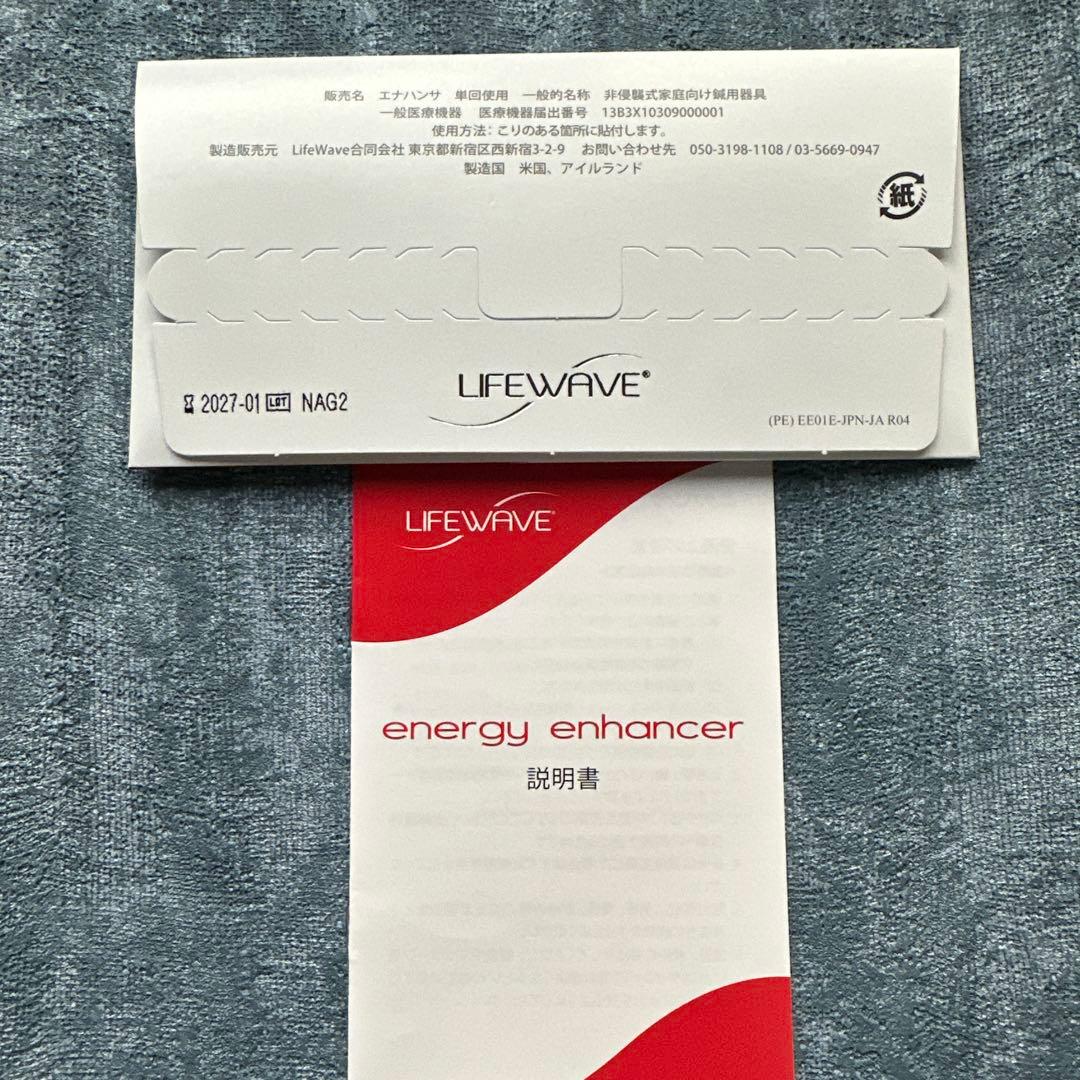 販売名 エナハンサ 単回使用 一般的名称 非侵襲式家庭向け鍼用器具
一般医療機器 医療機器届出番号 13B3X10309000001
使用方法：こりのある箇所に貼付します。
製造販売元 LifeWave合同会社 東京都新宿区西新宿3-2-9 お問い合わせ先 050-3198-1108 / 03-5669-0947
製造国 米国、アイルランド
紙
LIFEWAVE®
2027-01 LOT NAG2
(PE) EE01E-JPN-JA R04
LIFEWAVE
energy enhancer
説明書